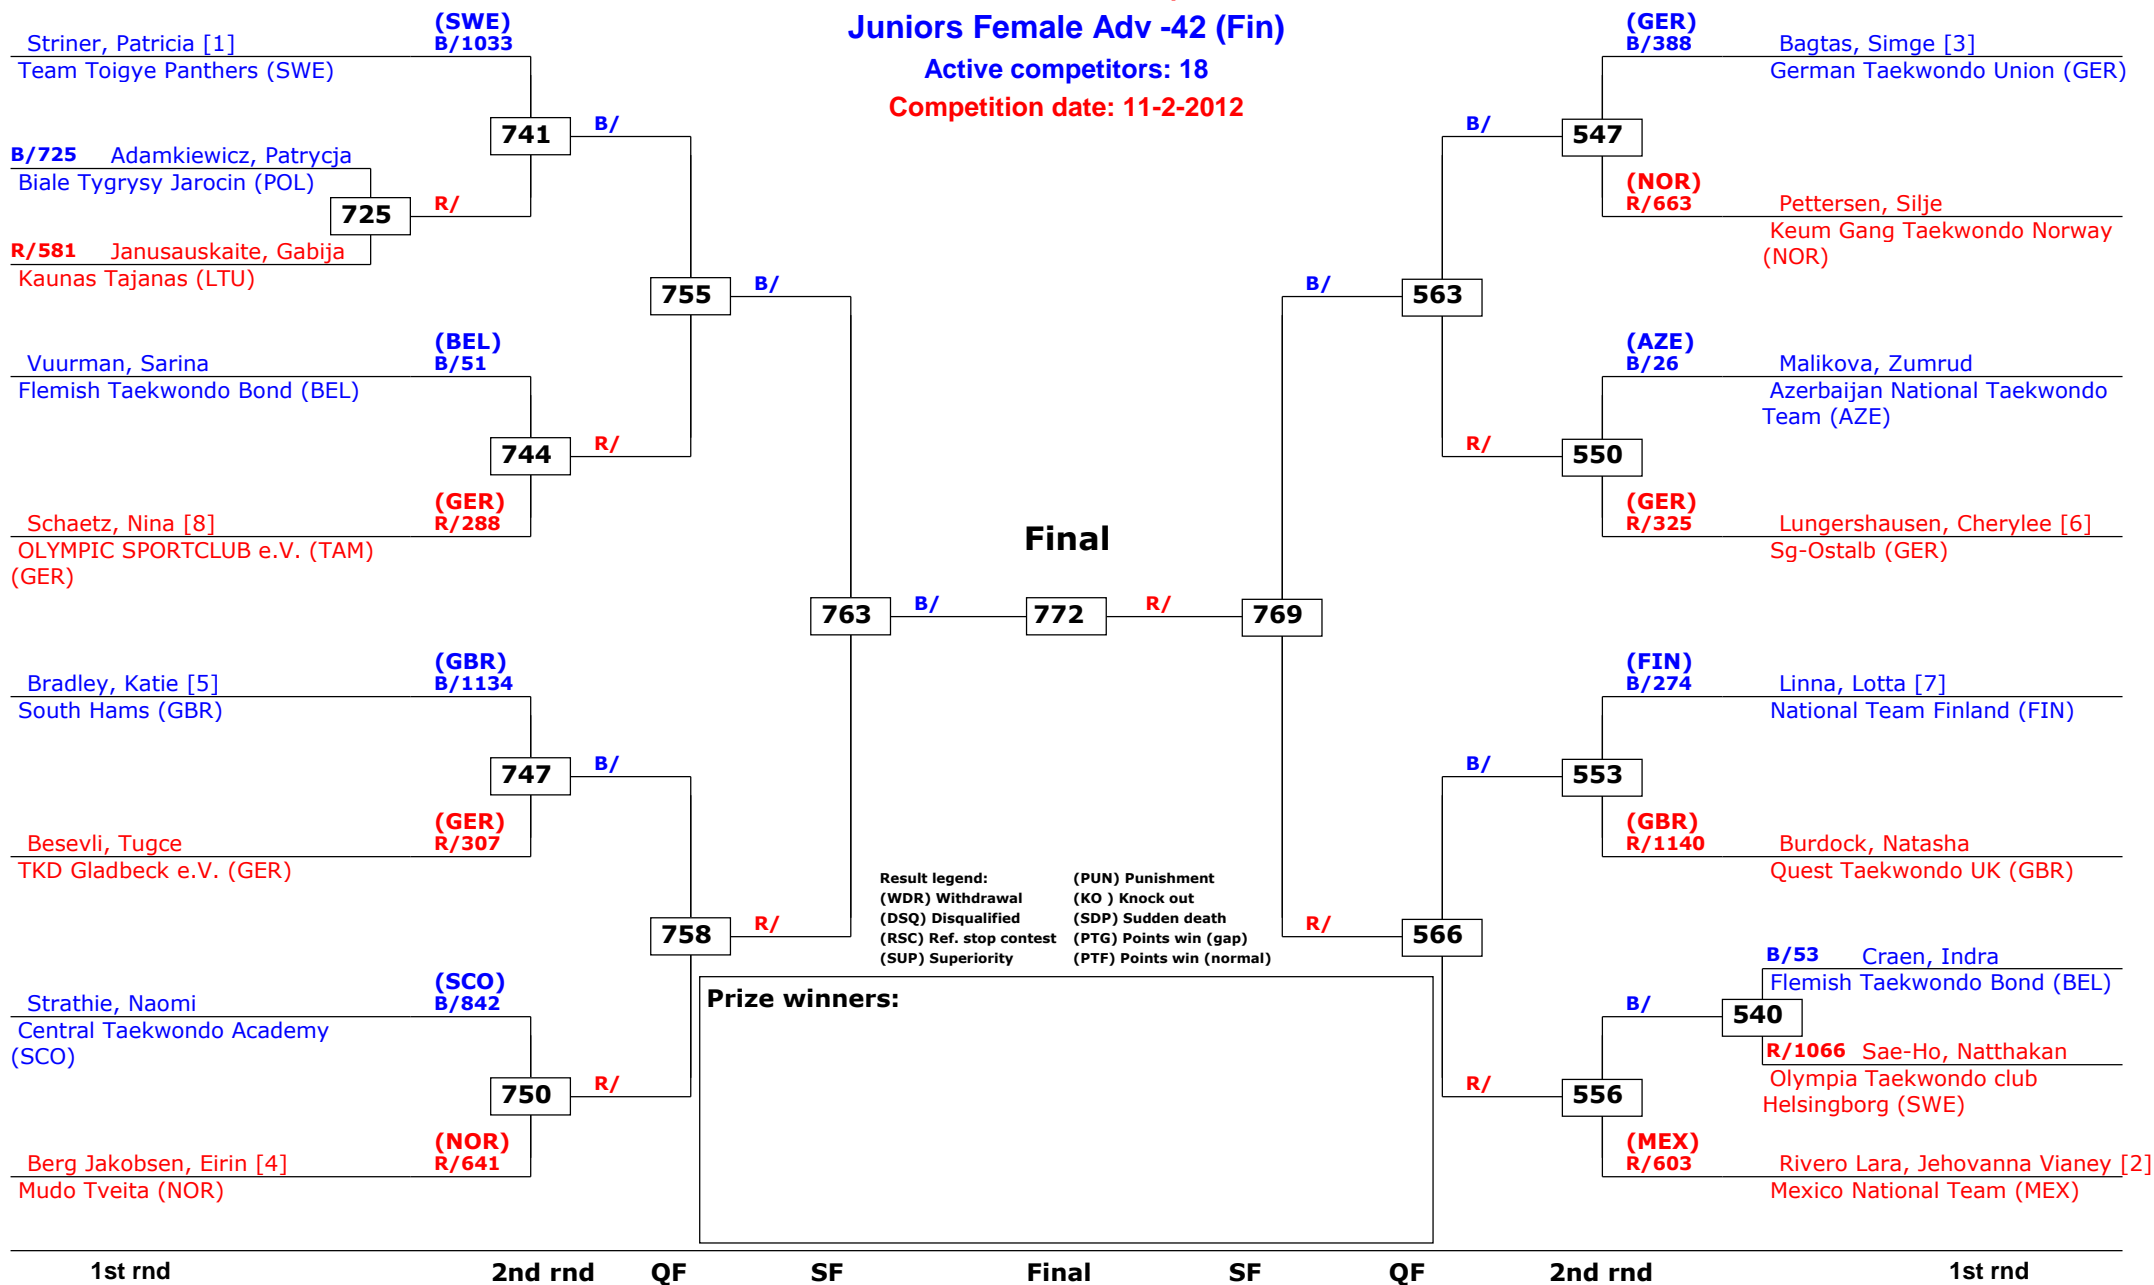 Juniors Female Adv -42 (Fin)
Active competitors: 18
Competition date: 11-2-2012
(SWE)
Striner, Patricia [1] B/1033
Team Toigye Panthers (SWE)
741 B/
B/725 Adamkiewicz, Patrycja
Biale Tygrysy Jarocin (POL)
725 R/
R/581 Janusauskaite, Gabija
Kaunas Tajanas (LTU)
755 B/
(BEL)
Vuurman, Sarina B/51
Flemish Taekwondo Bond (BEL)
744 R/
(GER)
Schaetz, Nina [8] R/288
OLYMPIC SPORTCLUB e.V. (TAM)
(GER)
763 B/
(GBR)
Bradley, Katie [5] B/1134
South Hams (GBR)
747 B/
(GER)
Besevli, Tugce R/307
TKD Gladbeck e.V. (GER)
758 R/
(SCO)
Strathie, Naomi B/842
Central Taekwondo Academy
(SCO)
750 R/
(NOR)
Berg Jakobsen, Eirin [4] R/641
Mudo Tveita (NOR)
Final
772
(GER)
B/388 Bagtas, Simge [3]
German Taekwondo Union (GER)
B/ 547
(NOR)
R/663 Pettersen, Silje
Keum Gang Taekwondo Norway
(NOR)
B/ 563
(AZE)
B/26 Malikova, Zumrud
Azerbaijan National Taekwondo
Team (AZE)
R/ 550
(GER)
R/325 Lungershausen, Cherylee [6]
Sg-Ostalb (GER)
R/ 769
(FIN)
B/274 Linna, Lotta [7]
National Team Finland (FIN)
B/ 553
(GBR)
R/1140 Burdock, Natasha
Quest Taekwondo UK (GBR)
R/ 566
B/53 Craen, Indra
Flemish Taekwondo Bond (BEL)
B/ 540
R/1066 Sae-Ho, Natthakan
Olympia Taekwondo club
Helsingborg (SWE)
R/ 556
(MEX)
R/603 Rivero Lara, Jehovanna Vianey [2]
Mexico National Team (MEX)
Result legend: (PUN) Punishment
(WDR) Withdrawal (KO ) Knock out
(DSQ) Disqualified (SDP) Sudden death
(RSC) Ref. stop contest (PTG) Points win (gap)
(SUP) Superiority (PTF) Points win (normal)
Prize winners:
1st rnd 2nd rnd QF SF Final SF QF 2nd rnd 1st rnd